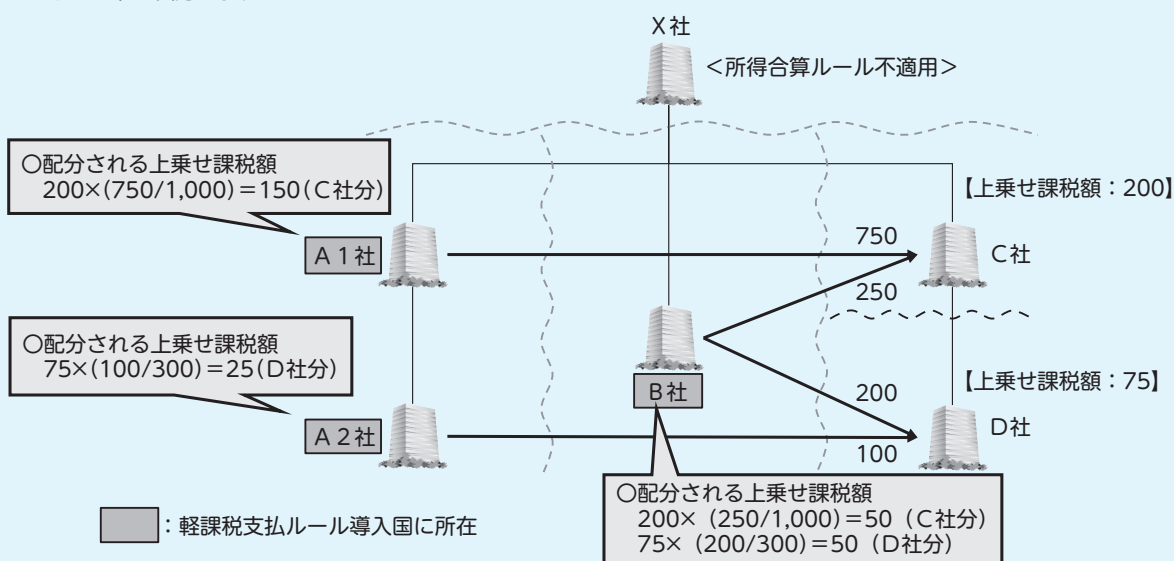 X社
＜所得合算ルール不適用＞
○配分される上乗せ課税額
200×(750/1,000)＝150(C社分)
【上乗せ課税額：200】
A1社
750
C社
250
○配分される上乗せ課税額
75×(100/300)＝25(D社分)
B社
200
【上乗せ課税額：75】
A2社
100
D社
○配分される上乗せ課税額
200×（250/1,000)＝50（C社分）
75×（200/300)＝50（D社分）
：軽課税支払ルール導入国に所在